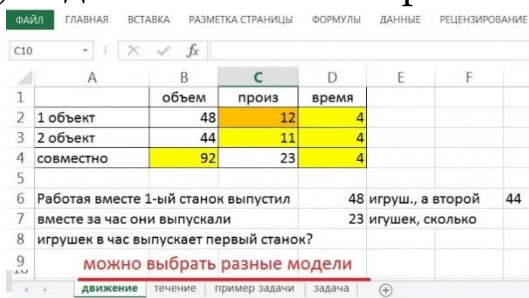 ФАЙЛ ГЛАВНАЯ ВСТАВКА РАЗМЕТКА СТРАНИЦЫ ФОРМУЛЫ ДАННЫЕ РЕЦЕНЗИРОВАНИЕ
C10 fx
A B C D E F
1 объем произ время
2 1 объект 48 12 4
3 2 объект 44 11 4
4 совместно 92 23 4
5
6 Работая вместе 1-ый станок выпустил 48 игруш., а второй 44
7 вместе за час они выпускали 23 игушек, сколько
8 игрушек в час выпускает первый станок?
9 можно выбрать разные модели
10
движение течение пример задачи задача